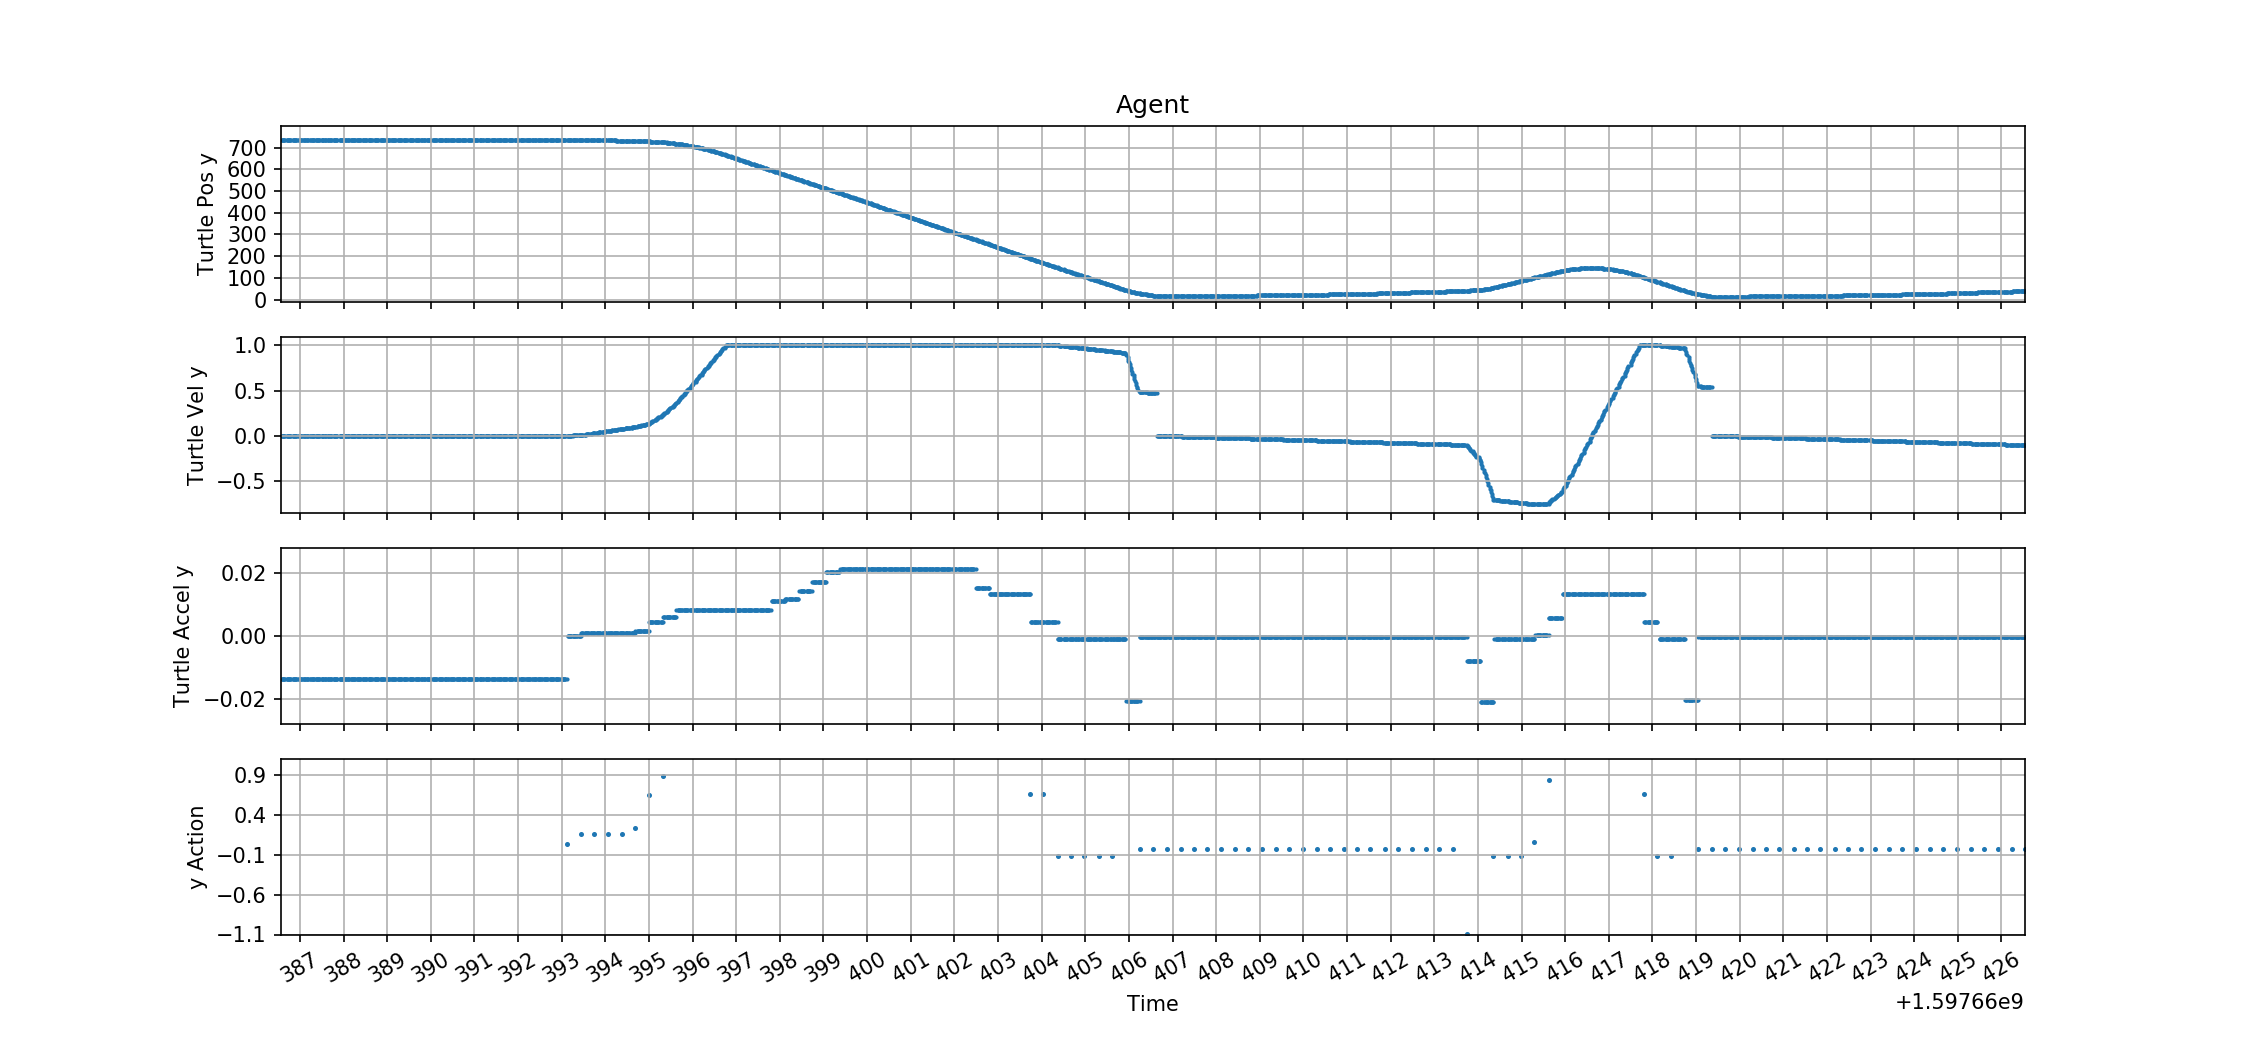 Agent
Turtle Pos y
700
600
500
400
300
200
100
0
Turtle Vel y
1.0
0.5
0.0
−0.5
Turtle Accel y
0.02
0.00
−0.02
y Action
0.9
0.4
−0.1
−0.6
−1.1
387 388 389 390 391 392 393 394 395 396 397 398 399 400 401 402 403 404 405 406 407 408 409 410 411 412 413 414 415 416 417 418 419 420 421 422 423 424 425 426
Time
+1.59766e9